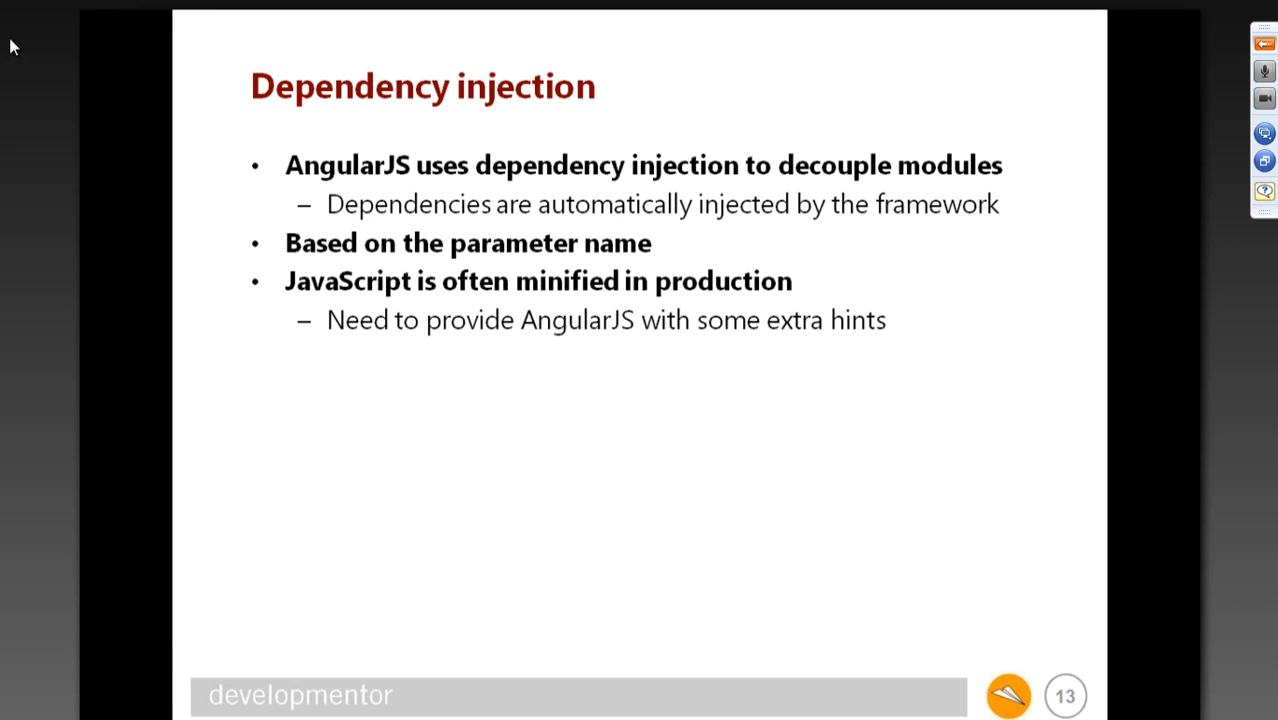 Dependency injection
• AngularJS uses dependency injection to decouple modules
– Dependencies are automatically injected by the framework
• Based on the parameter name
• JavaScript is often minified in production
– Need to provide AngularJS with some extra hints
developmentor
13